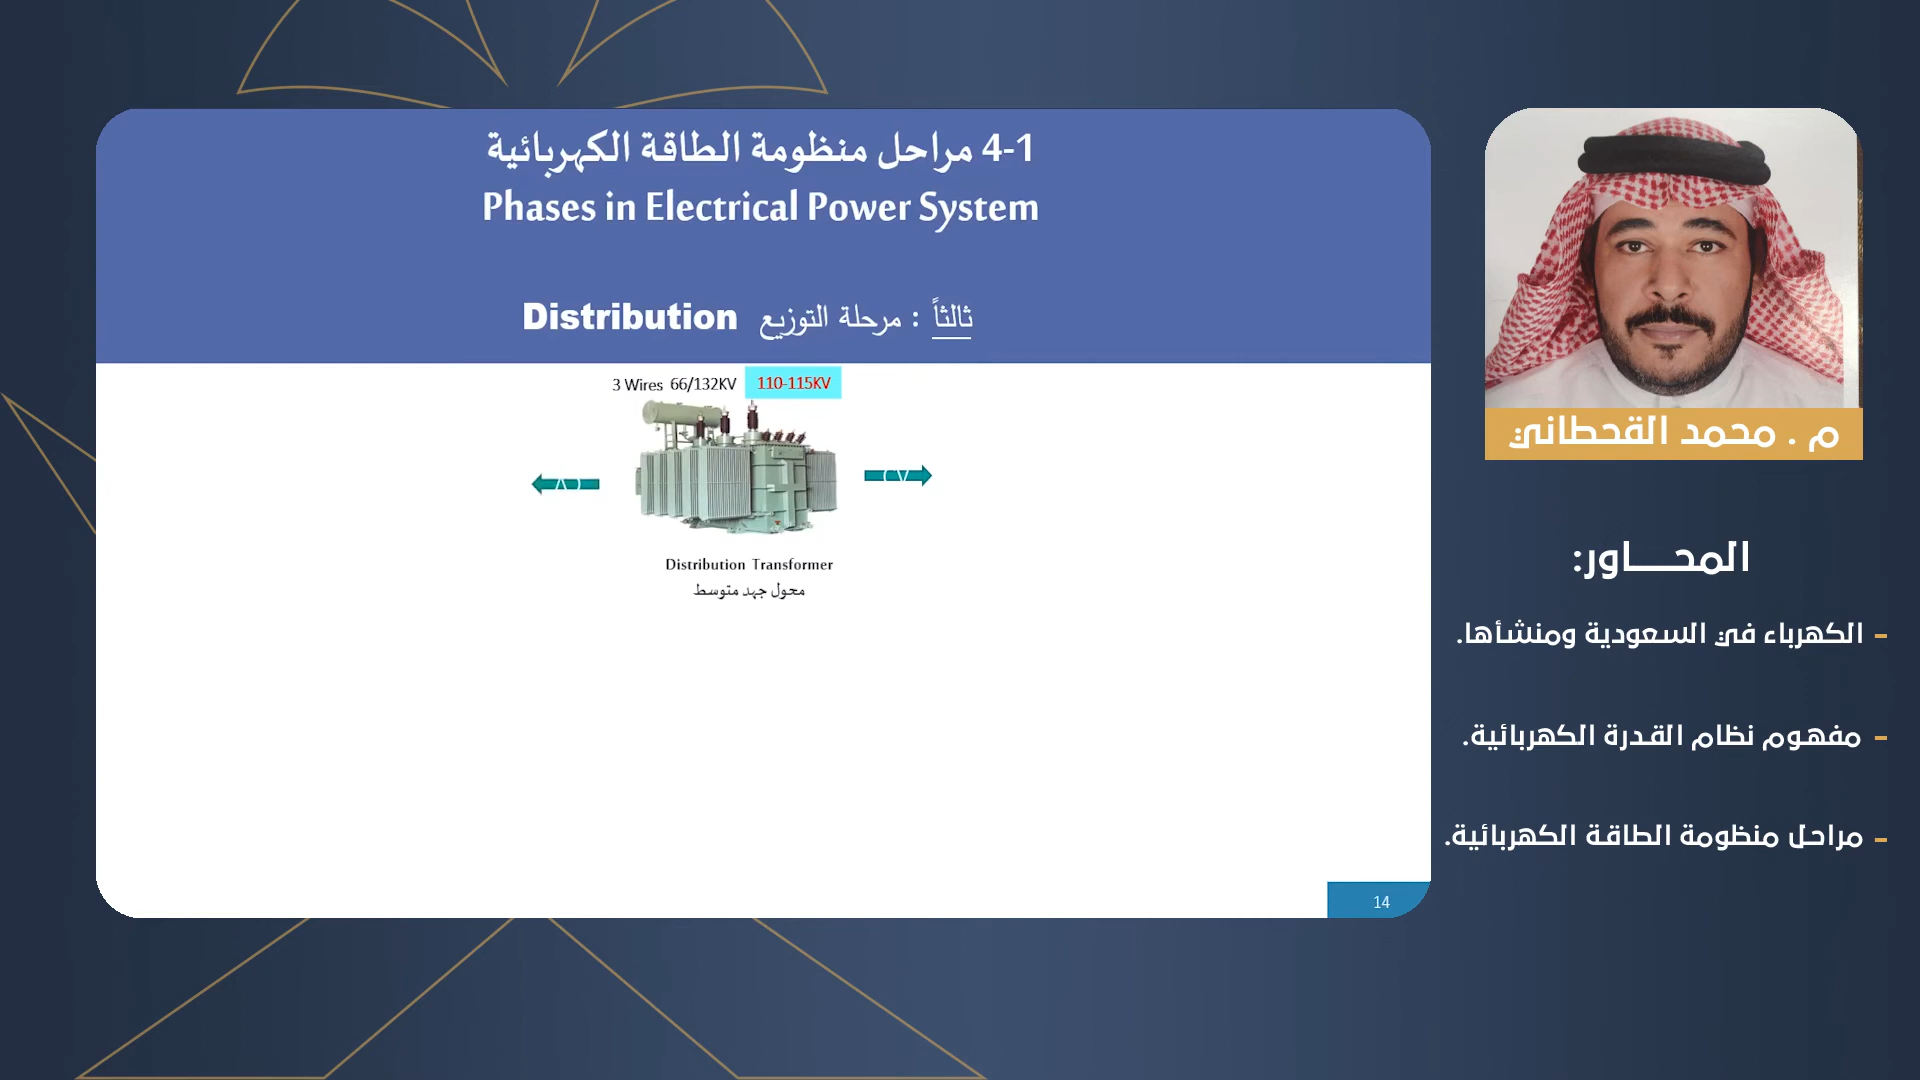 4-1 مراحل منظومة الطاقة الكهربائية
Phases in Electrical Power System
ثالثاً : مرحلة التوزيع Distribution
3 Wires 66/132KV 110-115KV
Distribution Transformer
محول جهد متوسط
14
م . محمد القحطاني
المحـــاور:
- الكهرباء في السعودية ومنشأها.
- مفهوم نظام القدرة الكهربائية.
- مراحل منظومة الطاقة الكهربائية.